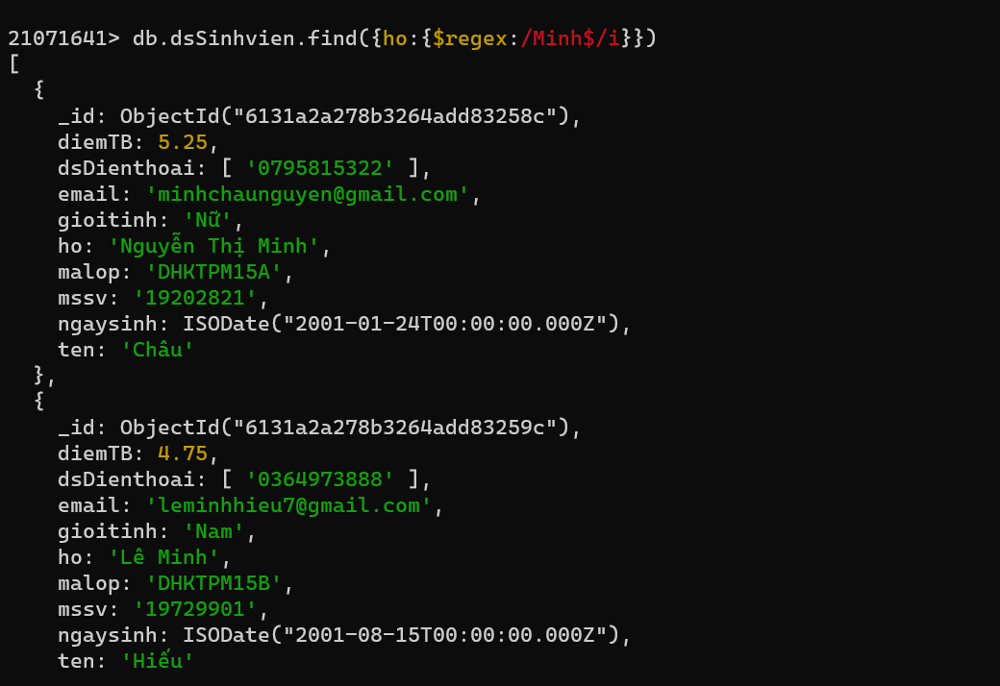 21071641> db.dsSinhvien.find({ho:{$regex:/Minh$/i}})
[
  {
    _id: ObjectId("6131a2a278b3264add83258c"),
    diemTB: 5.25,
    dsDienthoai: [ '0795815322' ],
    email: 'minhchaunguyen@gmail.com',
    gioitinh: 'Nữ',
    ho: 'Nguyễn Thị Minh',
    malop: 'DHKTPM15A',
    mssv: '19202821',
    ngaysinh: ISODate("2001-01-24T00:00:00.000Z"),
    ten: 'Châu'
  },
  {
    _id: ObjectId("6131a2a278b3264add83259c"),
    diemTB: 4.75,
    dsDienthoai: [ '0364973888' ],
    email: 'leminhhieu7@gmail.com',
    gioitinh: 'Nam',
    ho: 'Lê Minh',
    malop: 'DHKTPM15B',
    mssv: '19729901',
    ngaysinh: ISODate("2001-08-15T00:00:00.000Z"),
    ten: 'Hiếu'